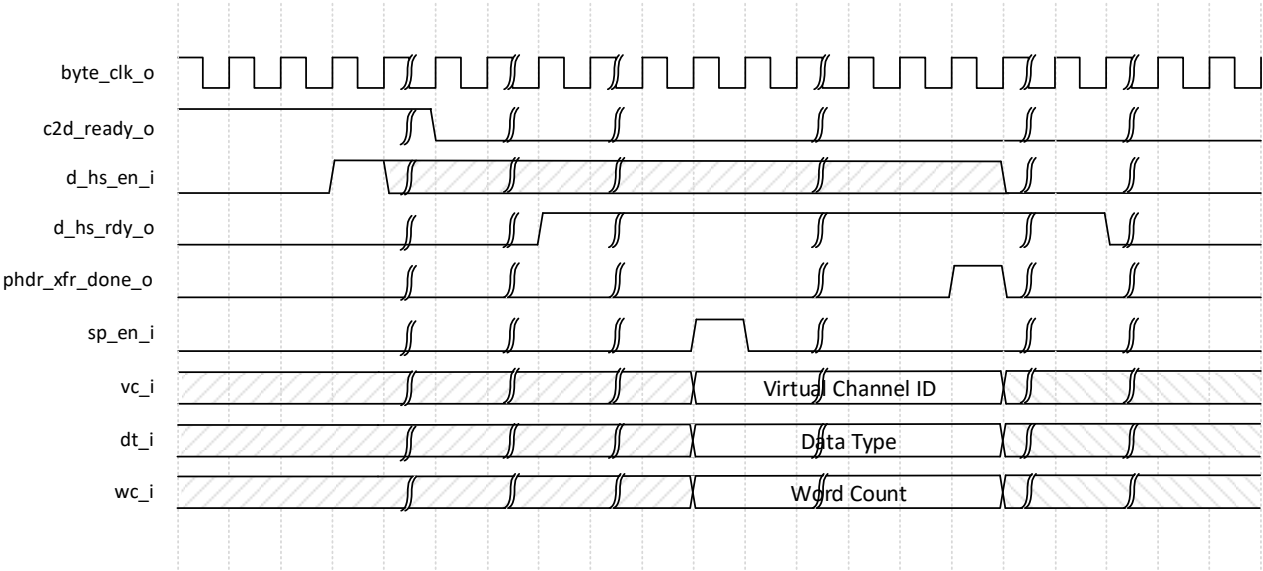 byte_clk_o
c2d_ready_o
d_hs_en_i
d_hs_rdy_o
phdr_xfr_done_o
sp_en_i
vc_i Virtual Channel ID
dt_i Data Type
wc_i Word Count